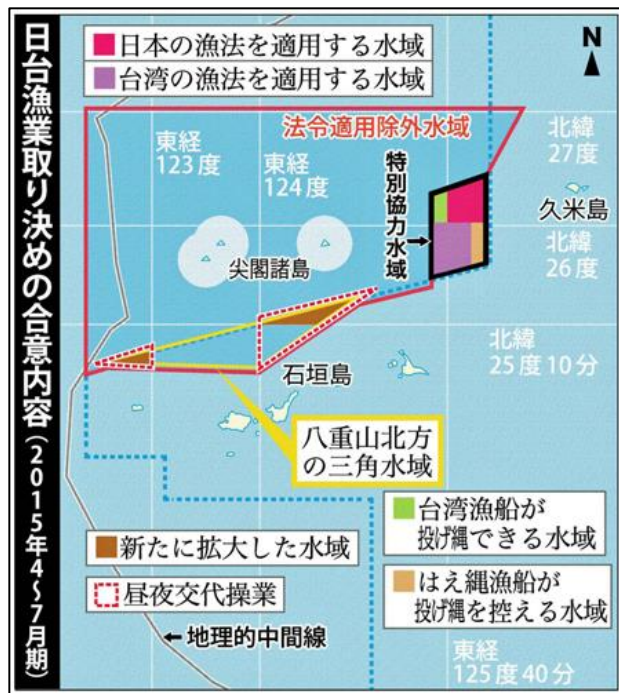 日台漁業取り決めの合意内容(2015年4〜7月期)
日本の漁法を適用する水域
台湾の漁法を適用する水域
N
法令適用除外水域
東経
123度
東経
124度
北緯
27度
特別協力水域
久米島
尖閣諸島
北緯
26度
北緯
25度10分
石垣島
八重山北方
の三角水域
新たに拡大した水域
昼夜交代操業
←地理的中間線
台湾漁船が
投げ縄できる水域
はえ縄漁船が
投げ縄を控える水域
東経
125度40分